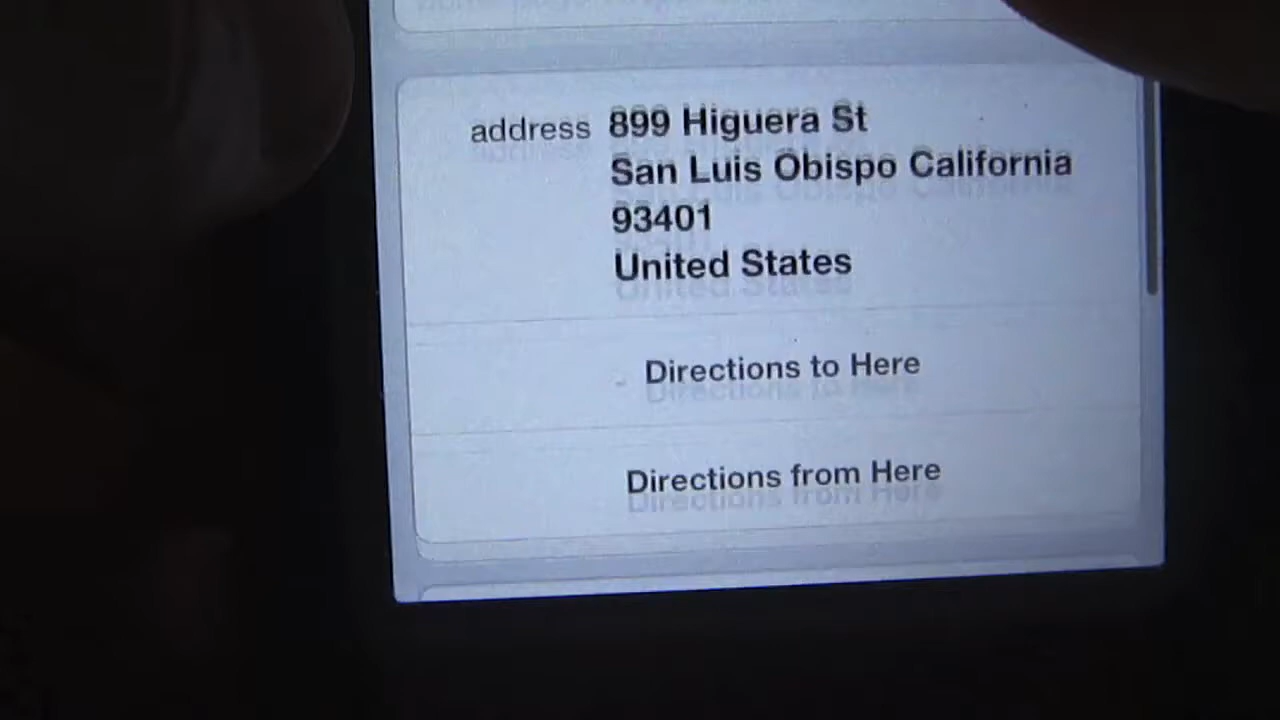 address 899 Higuera St
San Luis Obispo California
93401
United States
Directions to Here
Directions from Here